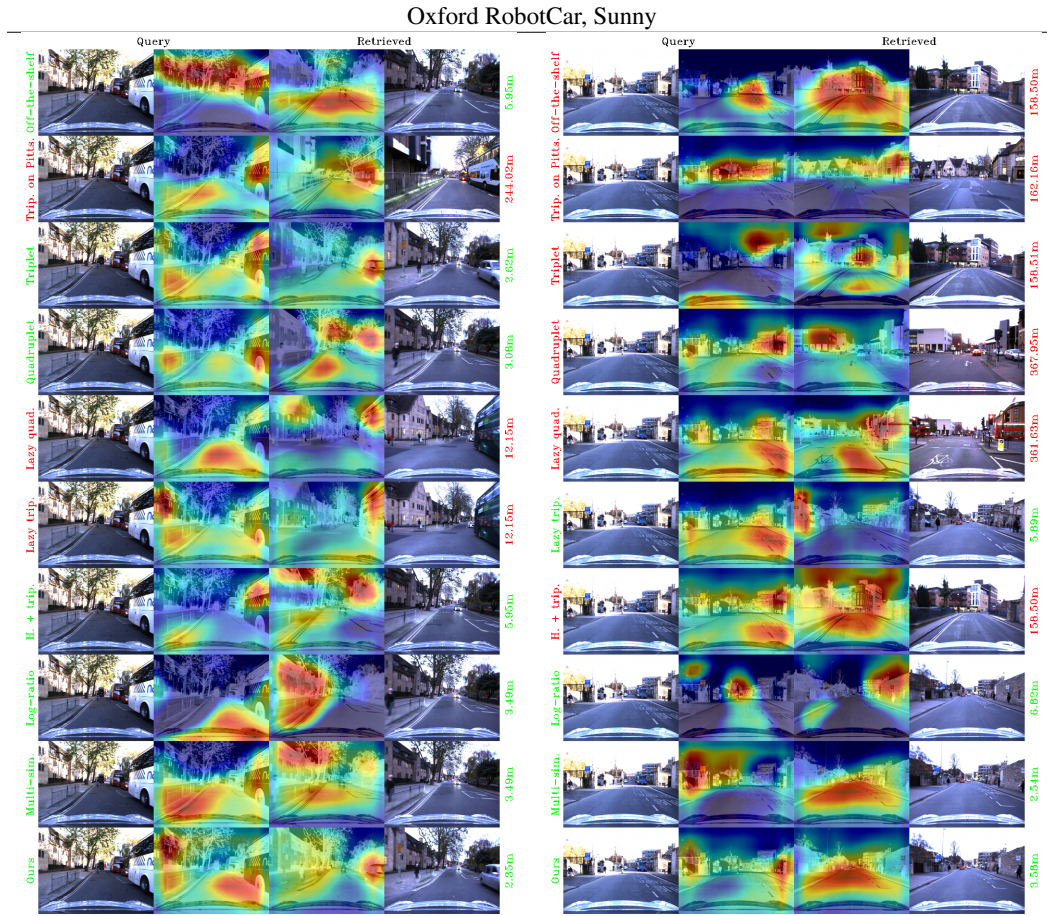 Oxford RobotCar, Sunny
Query Retrieved
Off-the-shelf 5.95m
Trip. on Pitts. 244.02m
Triplet 2.62m
Quadruplet 3.08m
Lazy quad. 12.15m
Lazy trip. 12.15m
H. + trip. 5.95m
Log-ratio 3.49m
Multi-sim. 3.49m
Ours 2.35m
Query Retrieved
Off-the-shelf 158.50m
Trip. on Pitts. 162.16m
Triplet 158.51m
Quadruplet 367.95m
Lazy quad. 361.63m
Lazy trip. 5.89m
H. + trip. 158.50m
Log-ratio 6.82m
Multi-sim. 2.54m
Ours 3.58m